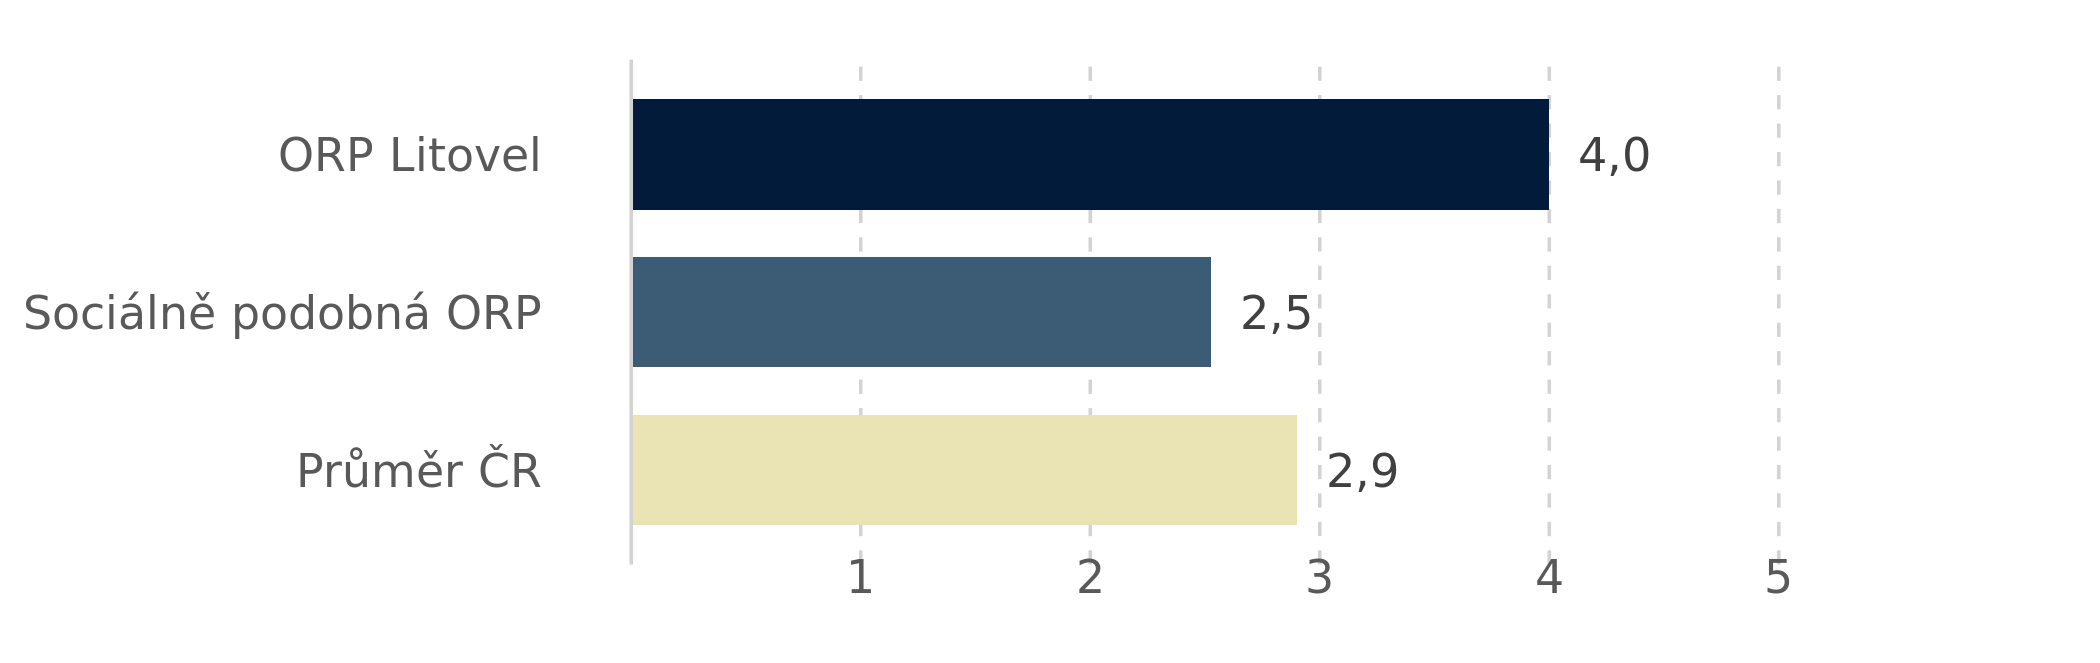 ORP Litovel 4,0
Sociálně podobná ORP 2,5
Průměr ČR 2,9
1 2 3 4 5